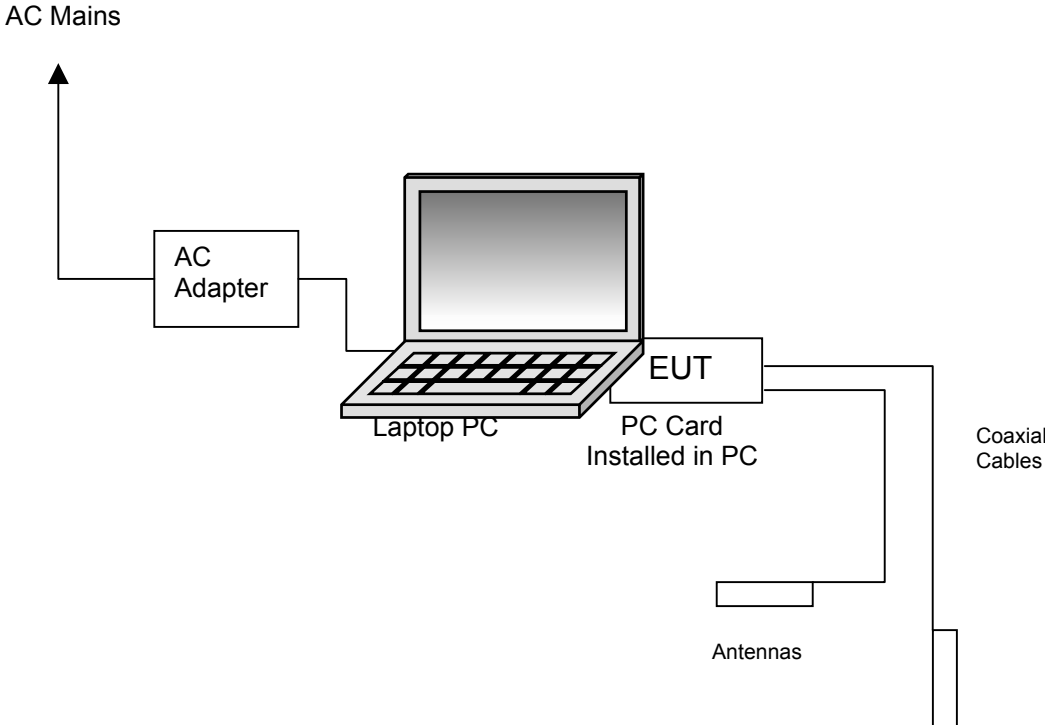 AC Mains
AC
Adapter
EUT
Laptop PC
PC Card
Installed in PC
Coaxial
Cables
Antennas